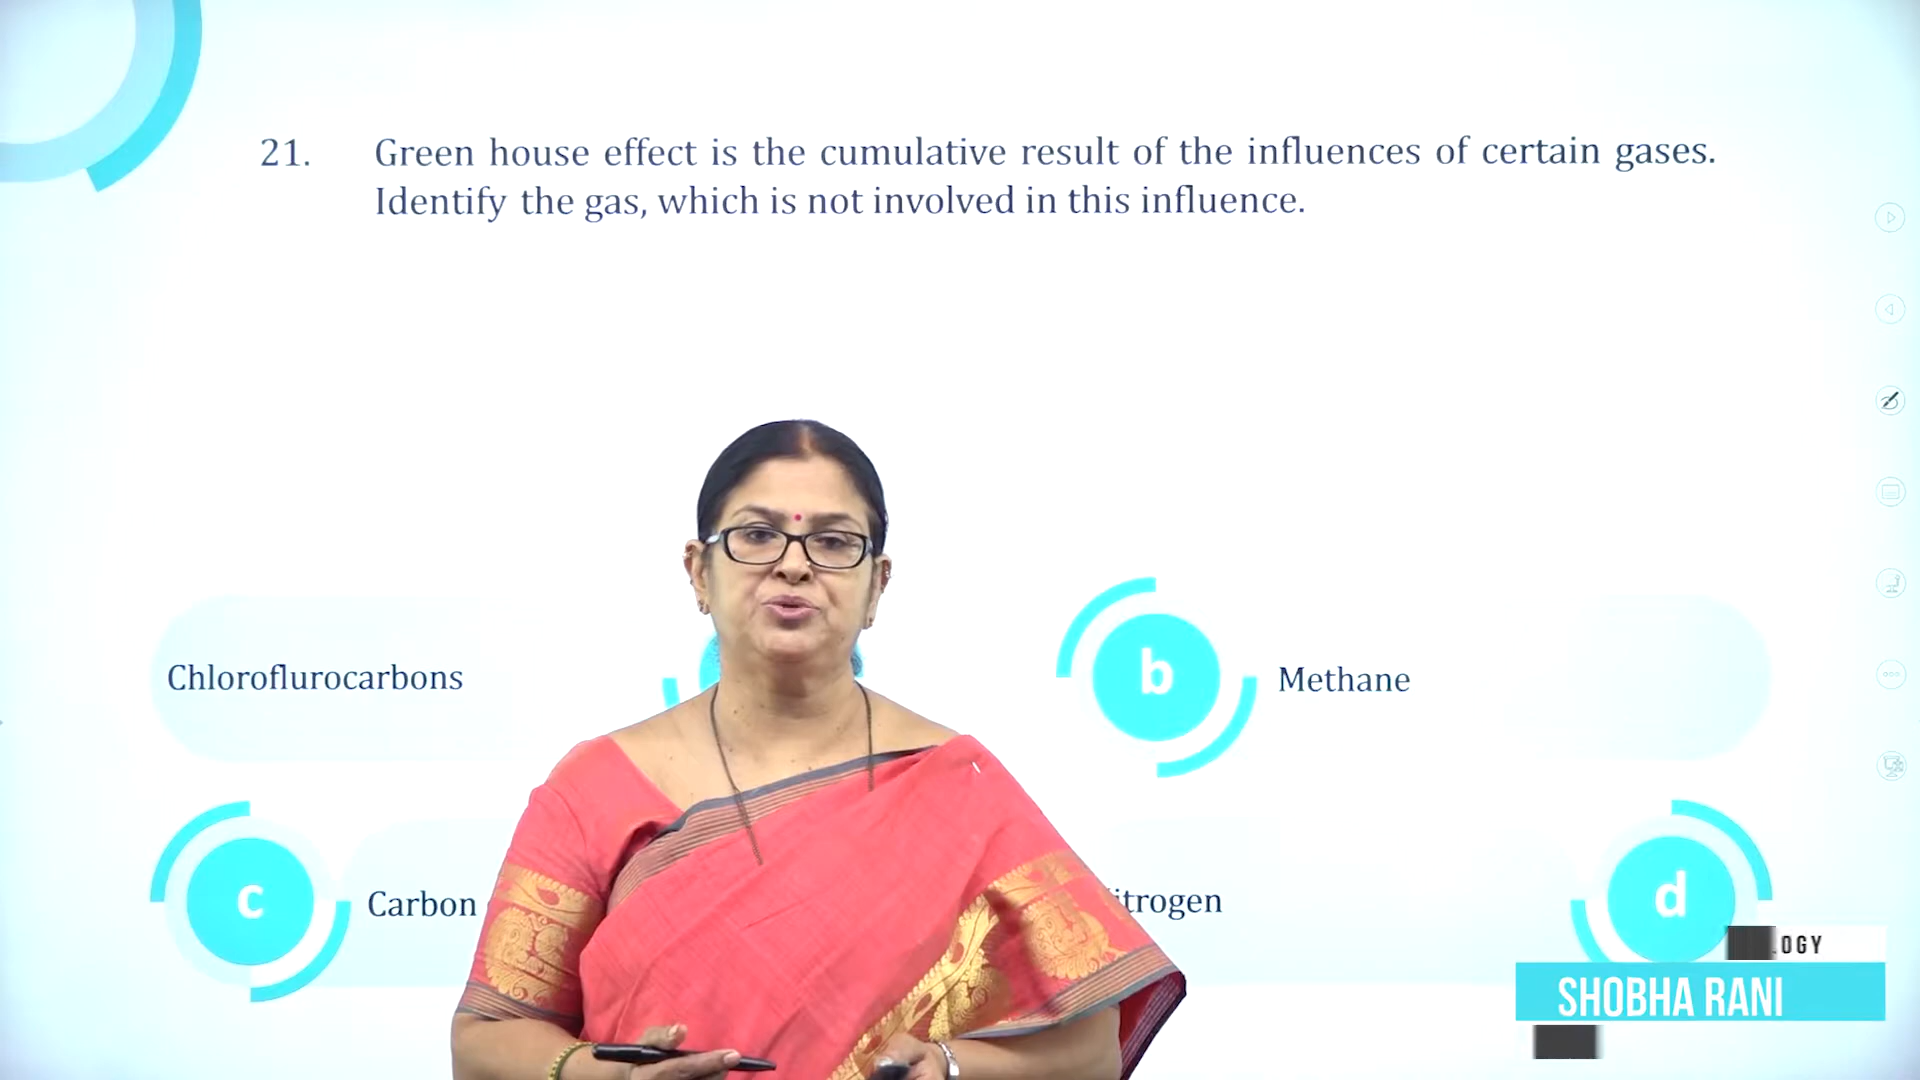 21. Green house effect is the cumulative result of the influences of certain gases.
Identify the gas, which is not involved in this influence.
Chloroflurocarbons
b Methane
c Carbon
itrogen d
OGY
SHOBHA RANI